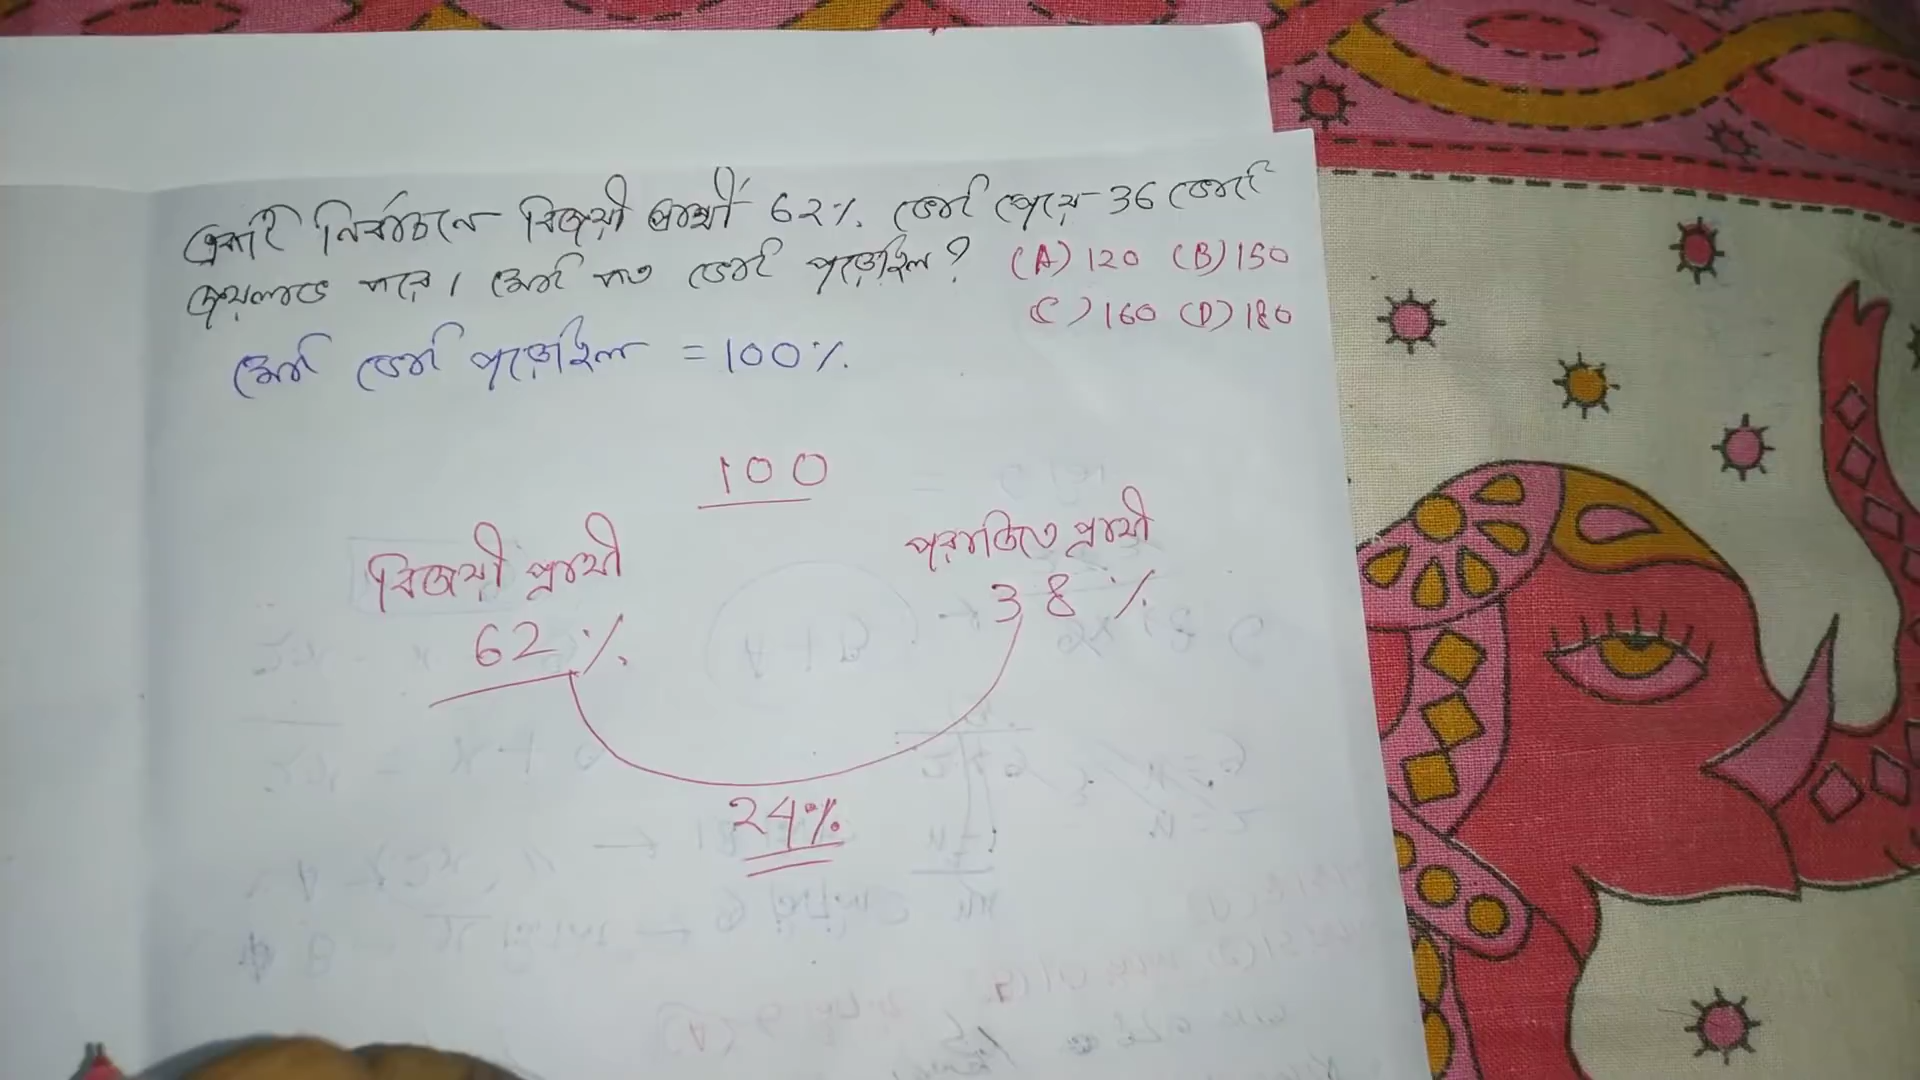 একটি নির্বাচনে বিজয়ী প্রার্থী 62% ভোট পেয়ে 36 ভোটে
জয়লাভ করে। মোট কত ভোট পড়েছিল? (A) 120 (B) 150
(C) 160 (D) 180
মোট ভোট পড়েছিল = 100%
100
বিজয়ী প্রার্থী পরাজিত প্রার্থী
62% 38%
24%